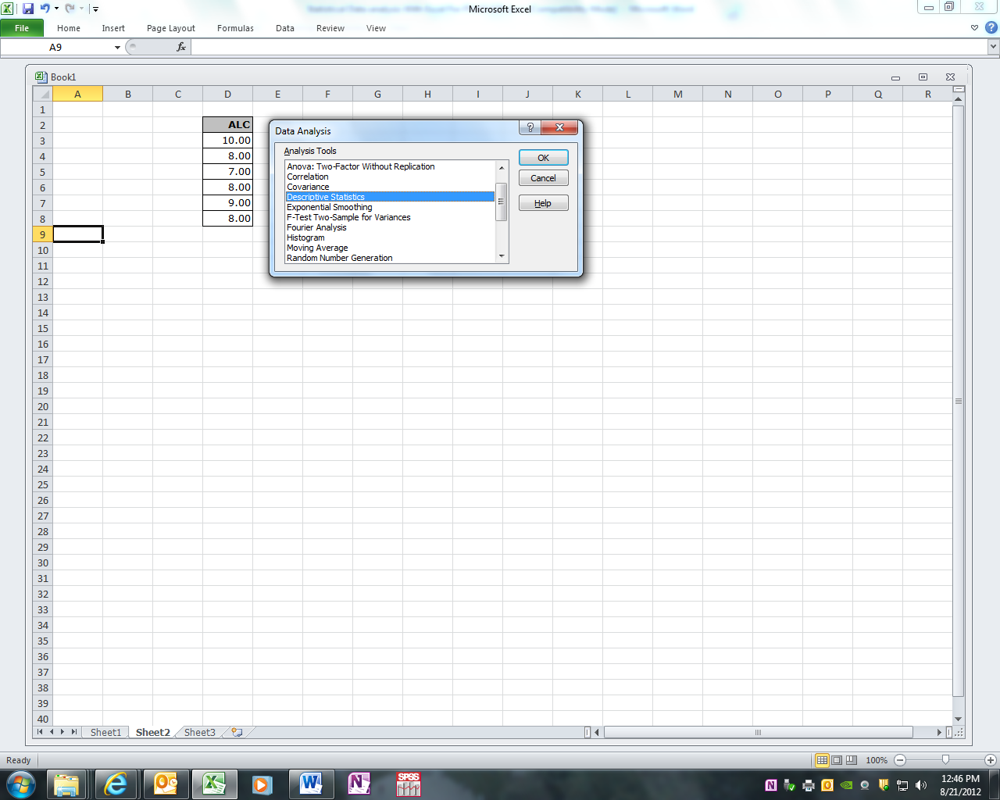 Microsoft Excel
File Home Insert Page Layout Formulas Data Review View
A9 fx
Book1
A B C D E F G H I J K L M N O P Q R
1
2 ALC
3 10.00
4 8.00
5 7.00
6 8.00
7 9.00
8 8.00
9
10
11
12
13
14
15
16
17
18
19
20
21
22
23
24
25
26
27
28
29
30
31
32
33
34
35
36
37
38
39
40
Data Analysis
Analysis Tools
Anova: Two-Factor Without Replication
Correlation
Covariance
Descriptive Statistics
Exponential Smoothing
F-Test Two-Sample for Variances
Fourier Analysis
Histogram
Moving Average
Random Number Generation
OK
Cancel
Help
Sheet1 Sheet2 Sheet3
Ready 100%
SPSS
12:46 PM
8/21/2012